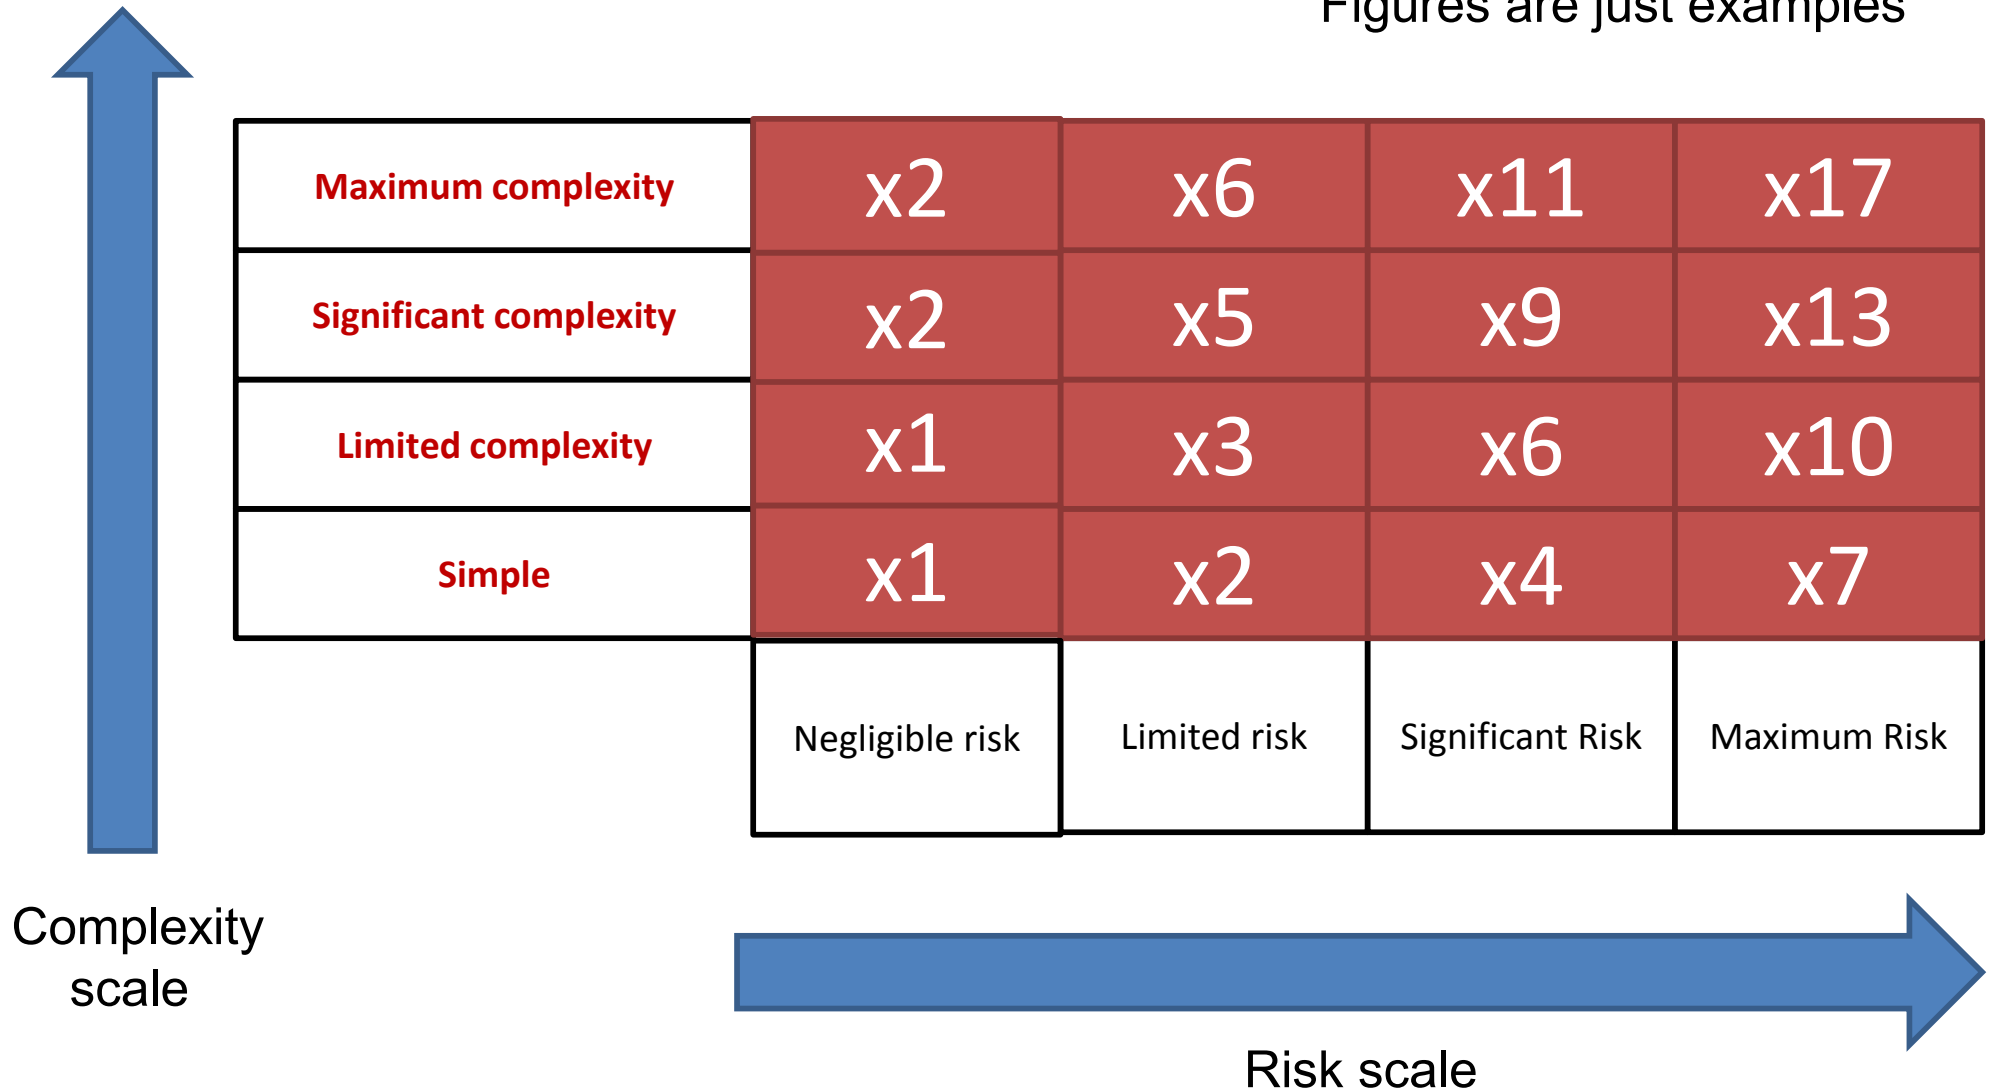 Figures are just examples
Maximum complexity x2 x6 x11 x17
Significant complexity x2 x5 x9 x13
Limited complexity x1 x3 x6 x10
Simple x1 x2 x4 x7
Negligible risk Limited risk Significant Risk Maximum Risk
Complexity
scale
Risk scale